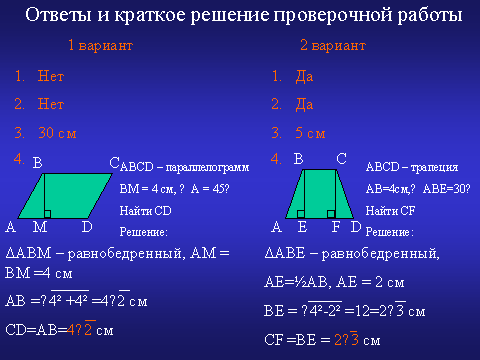 Ответы и краткое решение проверочной работы
1 вариант
1. Нет
2. Нет
3. 30 см
4.
B C
A M D
ABCD – параллелограмм
BM = 4 см, ? A = 45?
Найти CD
Решение:
ΔABM – равнобедренный, AM =
BM =4 см
AB =?4² +4² =4?2 см
CD=AB=4?2 см
2 вариант
1. Да
2. Да
3. 5 см
4.
B C
A E F D
ABCD – трапеция
AB=4см,? ABE=30?
Найти CF
Решение:
ΔABE – равнобедренный,
AE=½AB, AE = 2 см
BE = ?4²-2² =12=2?3 см
CF =BE = 2?3 см